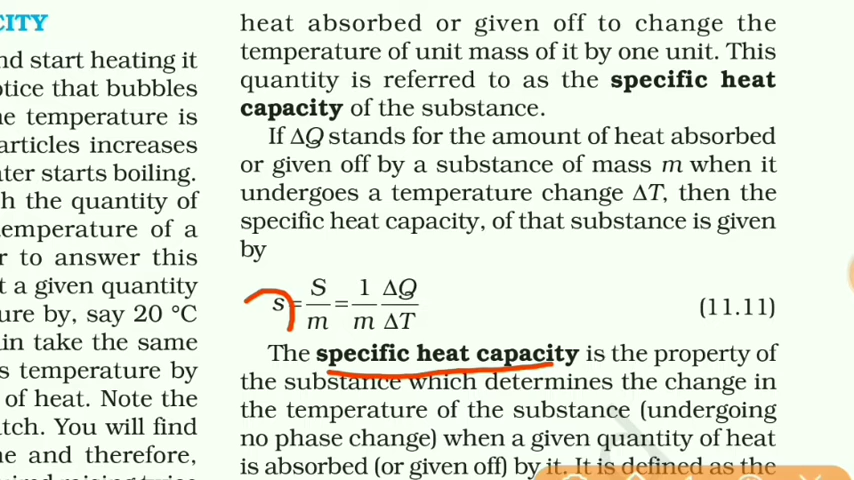 CITY
nd start heating it
otice that bubbles
he temperature is
articles increases
ter starts boiling.
h the quantity of
emperature of a
r to answer this
t a given quantity
ure by, say 20 °C
in take the same
s temperature by
of heat. Note the
tch. You will find
ne and therefore,
heat absorbed or given off to change the
temperature of unit mass of it by one unit. This
quantity is referred to as the specific heat
capacity of the substance.
If ΔQ stands for the amount of heat absorbed
or given off by a substance of mass m when it
undergoes a temperature change ΔT, then the
specific heat capacity, of that substance is given
by
s = S/m = 1/m ΔQ/ΔT (11.11)
The specific heat capacity is the property of
the substance which determines the change in
the temperature of the substance (undergoing
no phase change) when a given quantity of heat
is absorbed (or given off) by it. It is defined as the